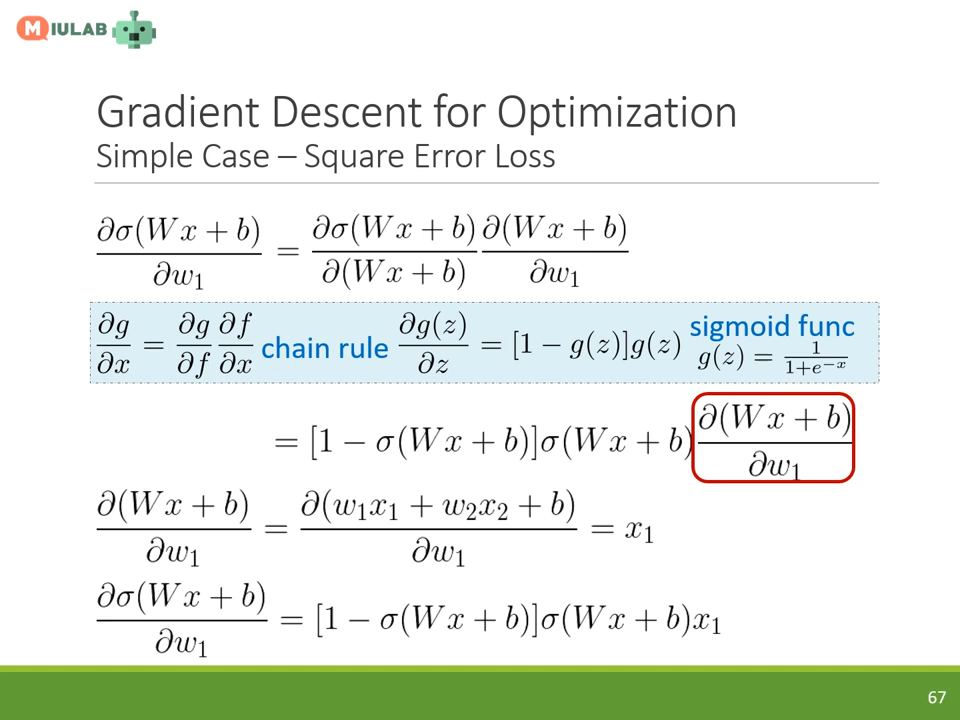 MIULAB
Gradient Descent for Optimization
Simple Case – Square Error Loss
∂σ(Wx + b)/∂w₁ = ∂σ(Wx + b)/∂(Wx + b) ∂(Wx + b)/∂w₁
∂g/∂x = ∂g/∂f ∂f/∂x chain rule ∂g(z)/∂z = [1 − g(z)]g(z) sigmoid func g(z) = 1/(1+e⁻ˣ)
= [1 − σ(Wx + b)]σ(Wx + b) ∂(Wx + b)/∂w₁
∂(Wx + b)/∂w₁ = ∂(w₁x₁ + w₂x₂ + b)/∂w₁ = x₁
∂σ(Wx + b)/∂w₁ = [1 − σ(Wx + b)]σ(Wx + b)x₁
67